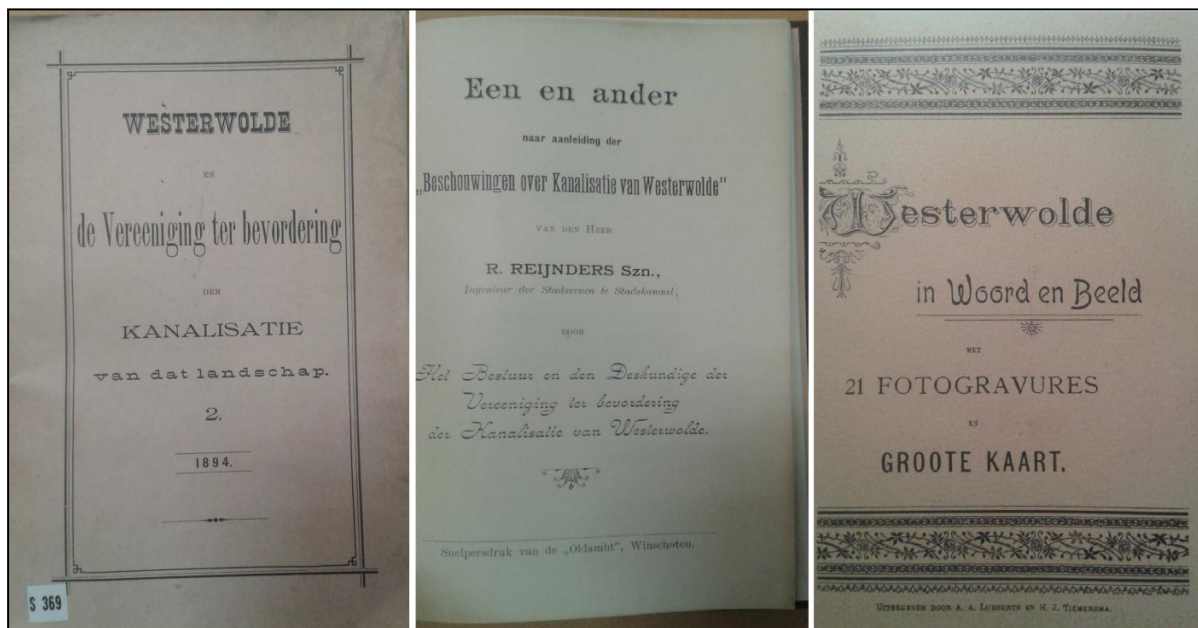 WESTERWOLDE
EN
de Vereeniging ter bevordering
DER
KANALISATIE
van dat landschap.
2.
1894.
S 369
Een en ander
naar aanleiding der
„Beschouwingen over Kanalisatie van Westerwolde”
VAN DEN HEER
R. REIJNDERS Szn.,
Ingenieur der Stadsveenen te Stadskanaal,
DOOR
Het Bestuur en den Deskundige der
Vereeniging ter bevordering
der Kanalisatie van Westerwolde.
Snelpersdruk van de „Oldambt”, Winschoten.
Westerwolde
in Woord en Beeld
MET
21 FOTOGRAVURES
EN
GROOTE KAART.
UITGEGEVEN DOOR A. A. LUBBERTS EN H. J. TIEMERSMA.